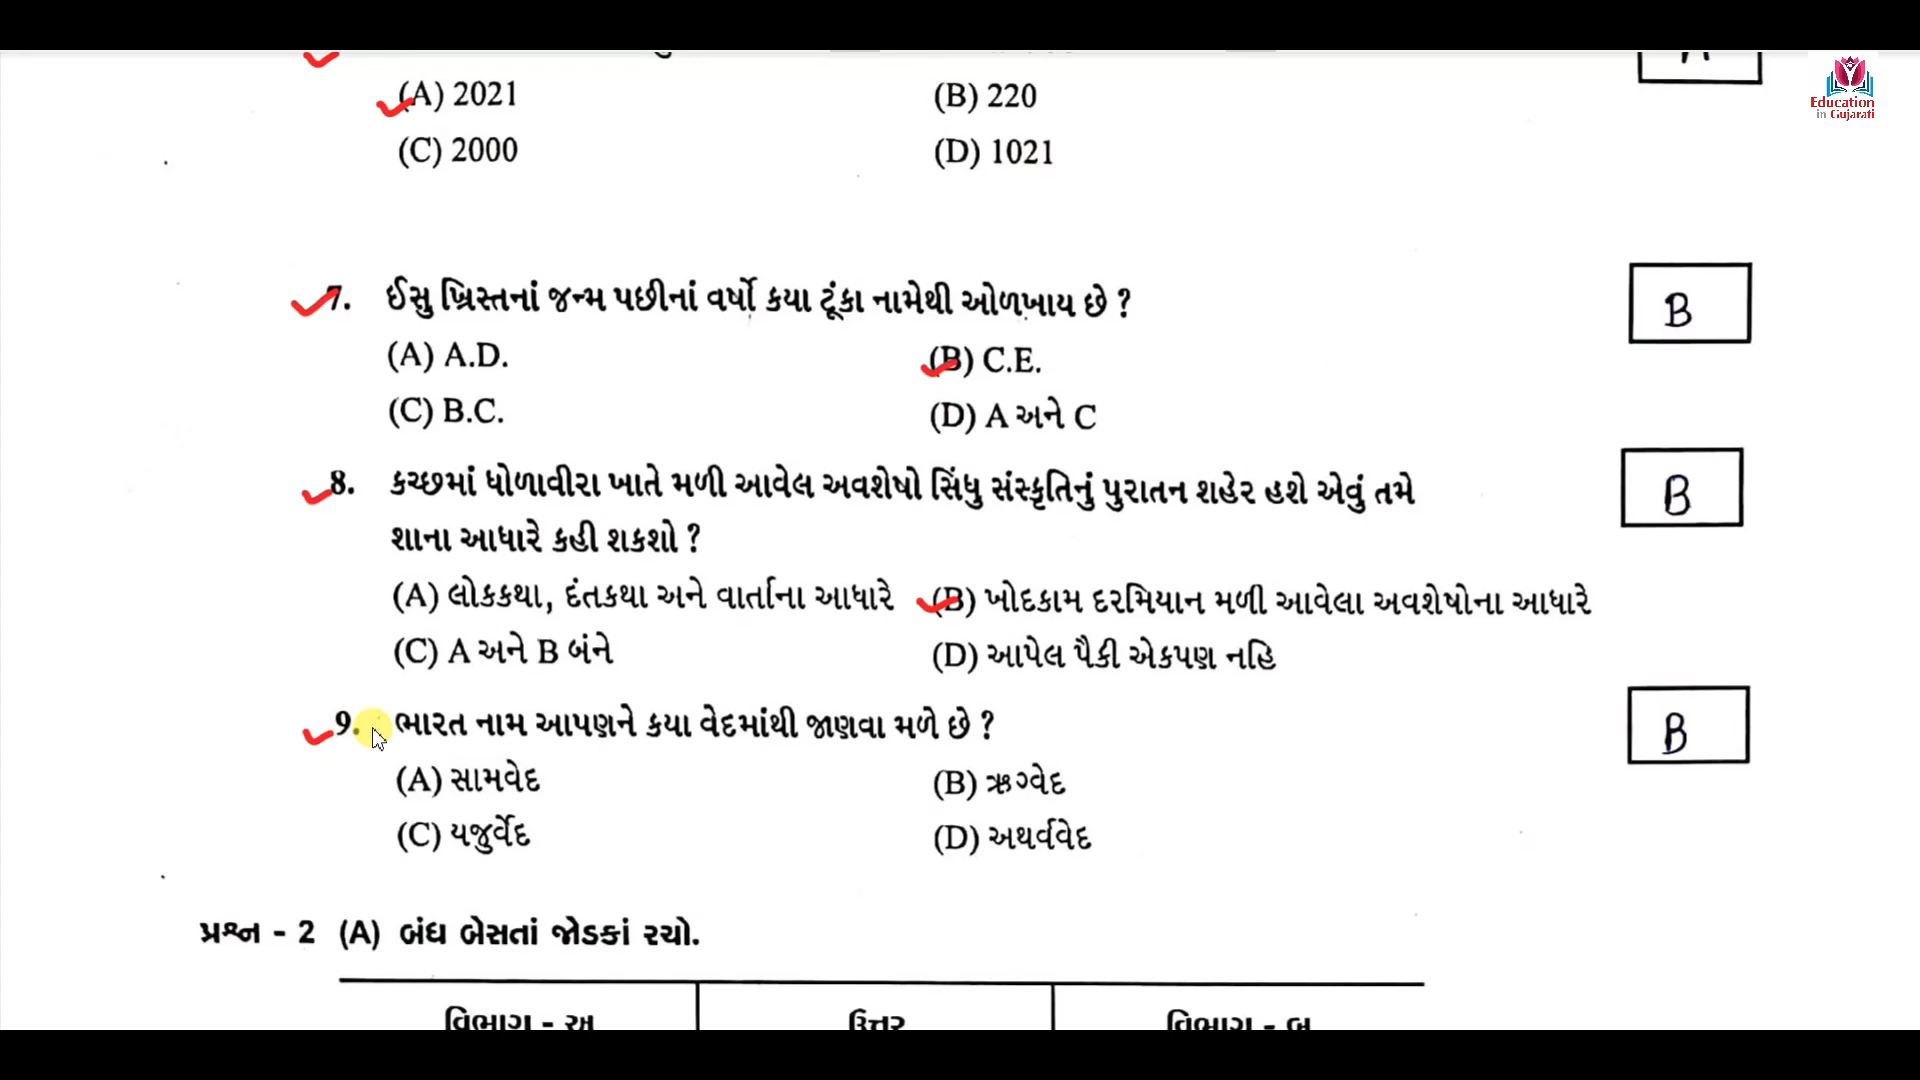 (A) 2021 (B) 220
(C) 2000 (D) 1021
Education
in Gujarati
7. ઈસુ ખ્રિસ્તનાં જન્મ પછીનાં વર્ષો કયા ટૂંકા નામેથી ઓળખાય છે ? B
(A) A.D. (B) C.E.
(C) B.C. (D) A અને C
8. કચ્છમાં ધોળાવીરા ખાતે મળી આવેલ અવશેષો સિંધુ સંસ્કૃતિનું પુરાતન શહેર હશે એવું તમે B
શાના આધારે કહી શકશો ?
(A) લોકકથા, દંતકથા અને વાર્તાના આધારે (B) ખોદકામ દરમિયાન મળી આવેલા અવશેષોના આધારે
(C) A અને B બંને (D) આપેલ પૈકી એકપણ નહિ
9. ભારત નામ આપણને કયા વેદમાંથી જાણવા મળે છે ? B
(A) સામવેદ (B) ઋગ્વેદ
(C) યજુર્વેદ (D) અથર્વવેદ
પ્રશ્ન - 2 (A) બંધ બેસતાં જોડકાં રચો.
વિભાગ - અ ઉત્તર વિભાગ - બ